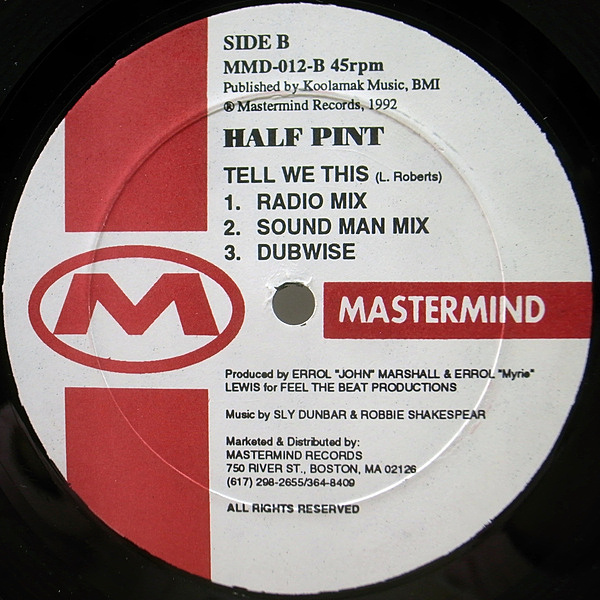 SIDE B
MMD-012-B 45rpm
Published by Koolamak Music, BMI
℗ Mastermind Records, 1992
HALF PINT
TELL WE THIS (L. Roberts)
1. RADIO MIX
2. SOUND MAN MIX
3. DUBWISE
M
MASTERMIND
Produced by ERROL "JOHN" MARSHALL & ERROL "Myrie"
LEWIS for FEEL THE BEAT PRODUCTIONS
Music by SLY DUNBAR & ROBBIE SHAKESPEAR
Marketed & Distributed by:
MASTERMIND RECORDS
750 RIVER ST., BOSTON, MA 02126
(617) 298-2655/364-8409
ALL RIGHTS RESERVED